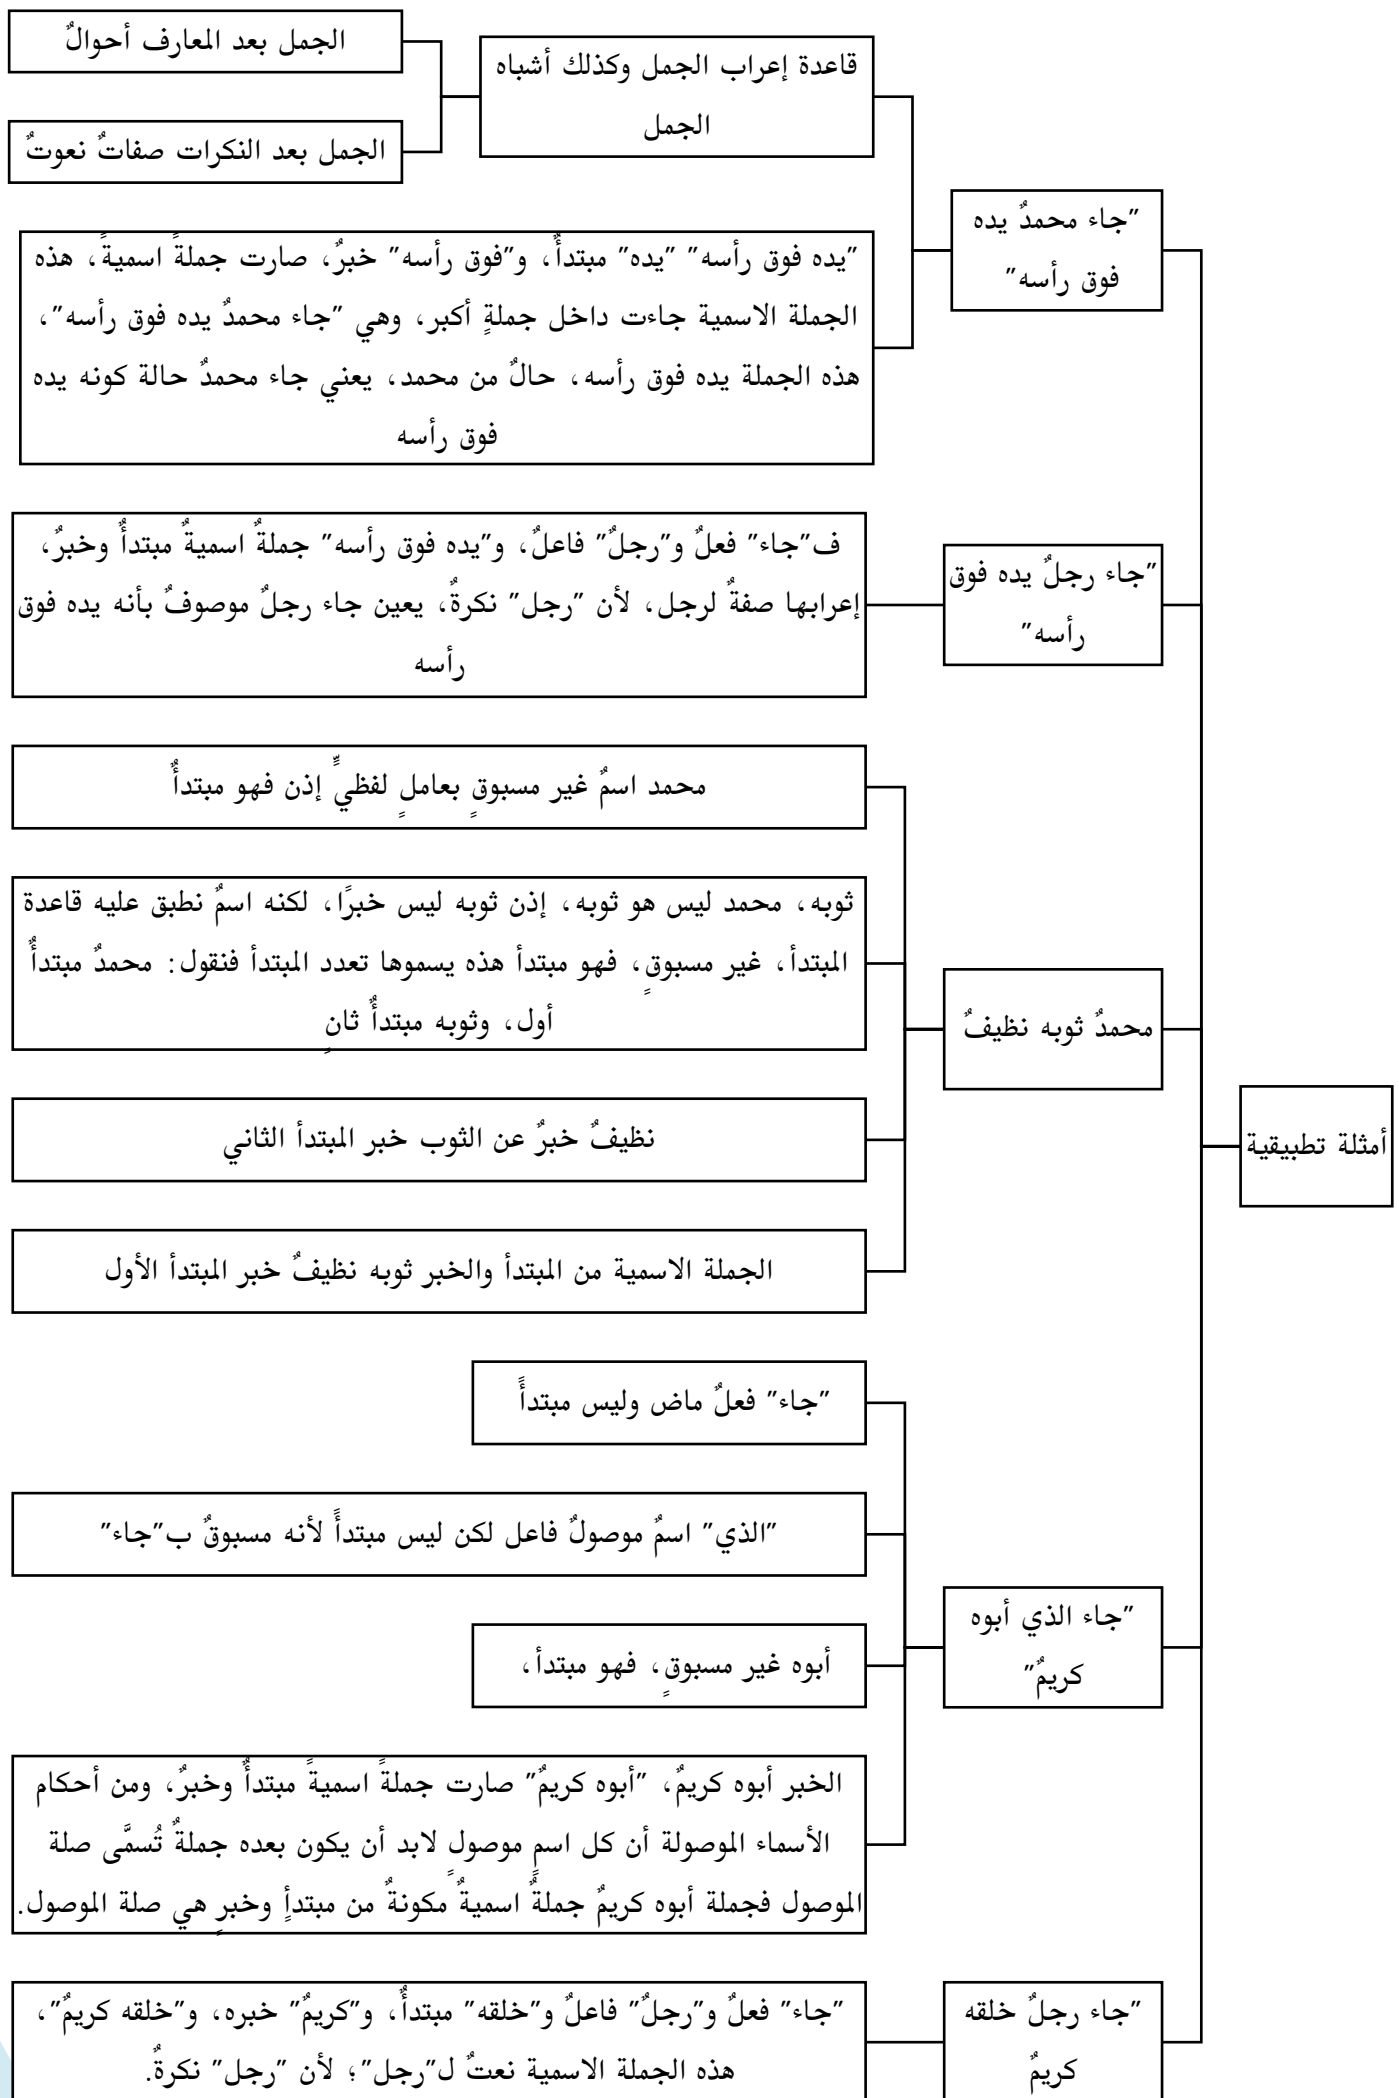 أمثلة تطبيقية
"جاء محمدٌ يده
فوق رأسه"
قاعدة إعراب الجمل وكذلك أشباه
الجمل
الجمل بعد المعارف أحوالٌ
الجمل بعد النكرات صفاتٌ نعوتٌ
"يده فوق رأسه" "يده" مبتدأٌ، و"فوق رأسه" خبرٌ، صارت جملةً اسميةً، هذه
الجملة الاسمية جاءت داخل جملةٍ أكبر، وهي "جاء محمدٌ يده فوق رأسه"،
هذه الجملة يده فوق رأسه، حالٌ من محمد، يعني جاء محمدٌ حالة كونه يده
فوق رأسه
"جاء رجلٌ يده فوق
رأسه"
ف"جاء" فعلٌ و"رجلٌ" فاعلٌ، و"يده فوق رأسه" جملةٌ اسميةٌ مبتدأٌ وخبرٌ،
إعرابها صفةٌ لرجل، لأن "رجل" نكرةٌ، يعين جاء رجلٌ موصوفٌ بأنه يده فوق
رأسه
محمدٌ ثوبه نظيفٌ
محمد اسمٌ غير مسبوقٍ بعاملٍ لفظيٍّ إذن فهو مبتدأٌ
ثوبه، محمد ليس هو ثوبه، إذن ثوبه ليس خبرًا، لكنه اسمٌ نطبق عليه قاعدة
المبتدأ، غير مسبوقٍ، فهو مبتدأ هذه يسموها تعدد المبتدأ فنقول: محمدٌ مبتدأٌ
أول، وثوبه مبتدأٌ ثانٍ
نظيفٌ خبرٌ عن الثوب خبر المبتدأ الثاني
الجملة الاسمية من المبتدأ والخبر ثوبه نظيفٌ خبر المبتدأ الأول
"جاء الذي أبوه
كريمٌ"
"جاء" فعلٌ ماض وليس مبتدأً
"الذي" اسمٌ موصولٌ فاعل لكن ليس مبتدأً لأنه مسبوقٌ ب"جاء"
أبوه غير مسبوقٍ، فهو مبتدأ،
الخبر أبوه كريمٌ، "أبوه كريمٌ" صارت جملةً اسميةً مبتدأٌ وخبرٌ، ومن أحكام
الأسماء الموصولة أن كل اسمٍ موصولٍ لابد أن يكون بعده جملةٌ تُسمَّى صلة
الموصول فجملة أبوه كريمٌ جملةٌ اسميةٌ مكونةٌ من مبتدأٍ وخبرٍ هي صلة الموصول.
"جاء رجلٌ خلقه
كريمٌ
"جاء" فعلٌ و"رجلٌ" فاعلٌ و"خلقه" مبتدأٌ، و"كريمٌ" خبره، و"خلقه كريمٌ"،
هذه الجملة الاسمية نعتٌ ل"رجل"؛ لأن "رجل" نكرةٌ.